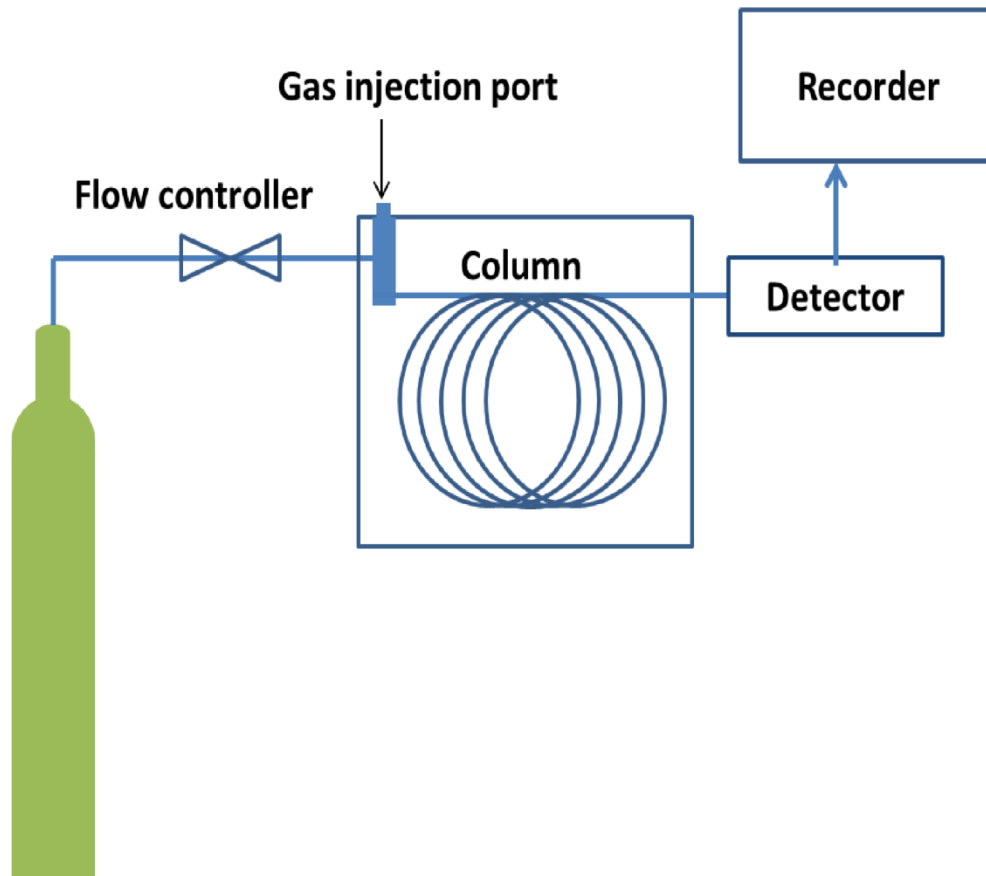 Gas injection port
Recorder
Flow controller
Column
Detector